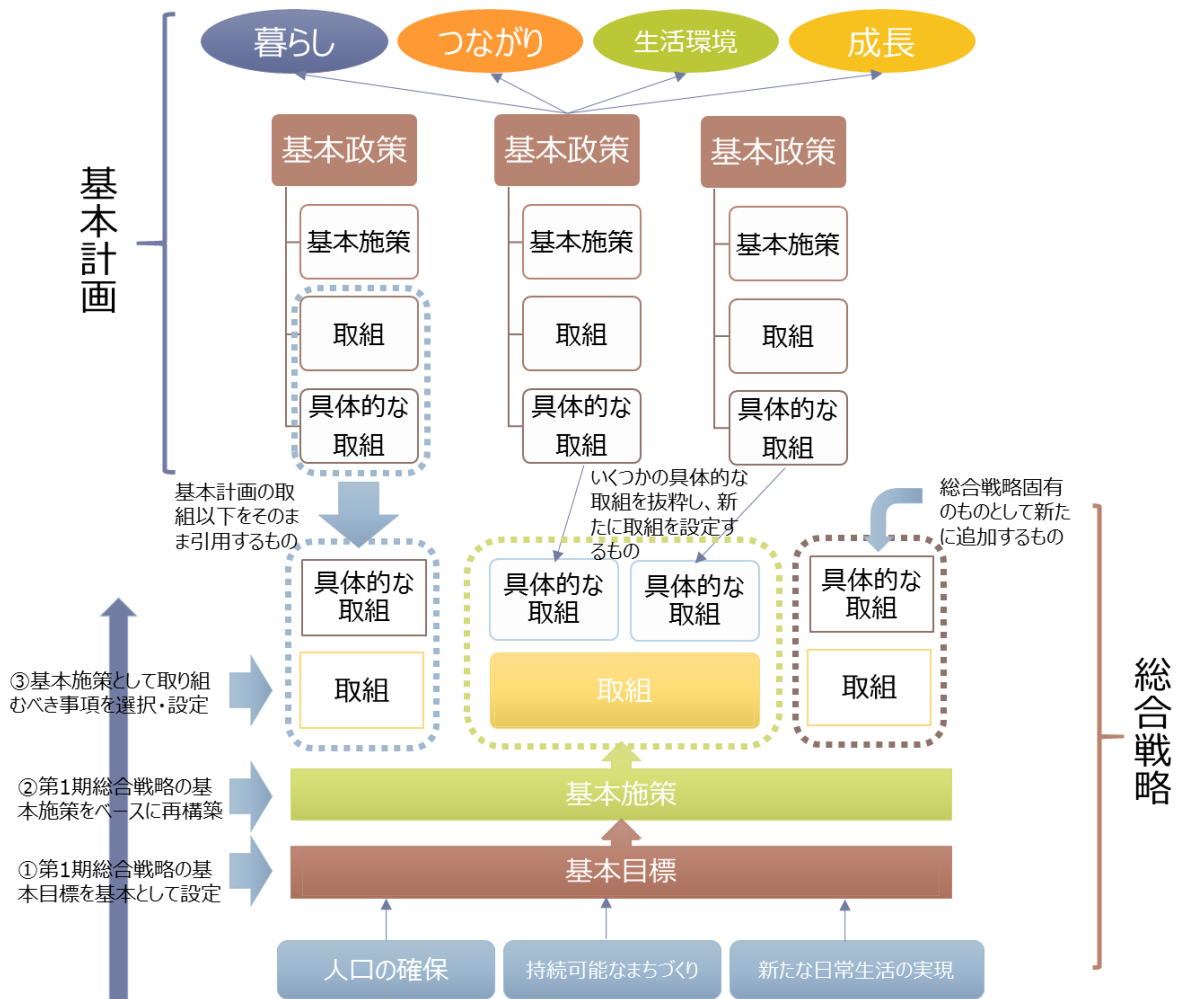 暮らし
つながり
生活環境
成長
基本計画
基本政策
基本政策
基本政策
基本施策
基本施策
基本施策
取組
取組
取組
具体的な
取組
具体的な
取組
具体的な
取組
基本計画の取
組以下をそのま
ま引用するもの
いくつかの具体的な
取組を抜粋し、新
たに取組を設定す
るもの
総合戦略固有
のものとして新た
に追加するもの
具体的な
取組
具体的な
取組
具体的な
取組
具体的な
取組
総合戦略
③基本施策として取り組
むべき事項を選択・設定
取組
取組
取組
②第1期総合戦略の基
本施策をベースに再構築
基本施策
①第1期総合戦略の基
本目標を基本として設定
基本目標
人口の確保
持続可能なまちづくり
新たな日常生活の実現